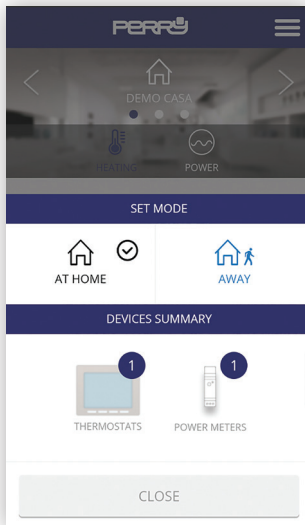 PERRY
DEMO CASA
HEATING
POWER
SET MODE
AT HOME
AWAY
DEVICES SUMMARY
1
1
THERMOSTATS
POWER METERS
CLOSE